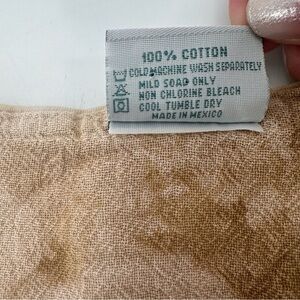 100% COTTON
COLD MACHINE WASH SEPARATELY
MILD SOAP ONLY
NON CHLORINE BLEACH
COOL TUMBLE DRY
MADE IN MEXICO